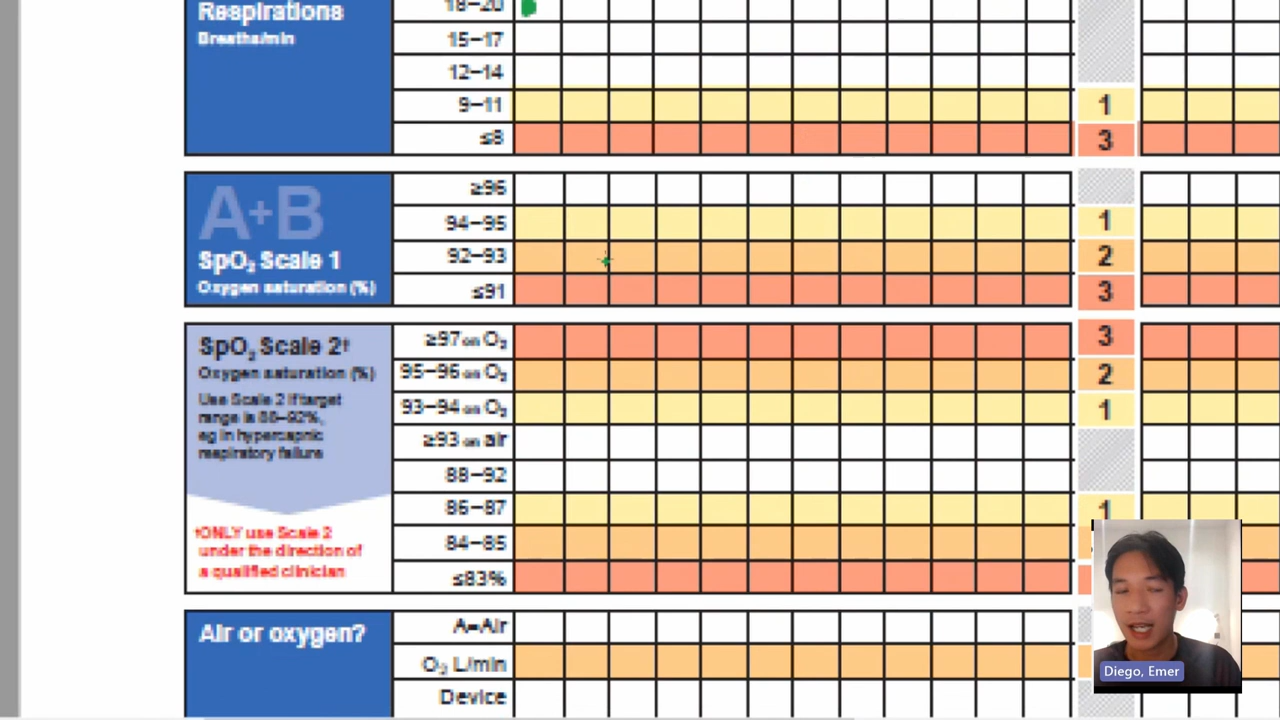 Respirations
Breaths/min
18–20
15–17
12–14
9–11
1
≤8
3
A+B
SpO₂ Scale 1
Oxygen saturation (%)
≥96
94–95
1
92–93
2
≤91
3
SpO₂ Scale 2†
Oxygen saturation (%)
Use Scale 2 if target
range is 88–92%,
eg in hypercapnic
respiratory failure
†ONLY use Scale 2
under the direction of
a qualified clinician
≥97 on O₂
3
95–96 on O₂
2
93–94 on O₂
1
≥93 on air
88–92
86–87
1
84–85
≤83%
Air or oxygen?
A=Air
O₂ L/min
Device
Diego, Emer